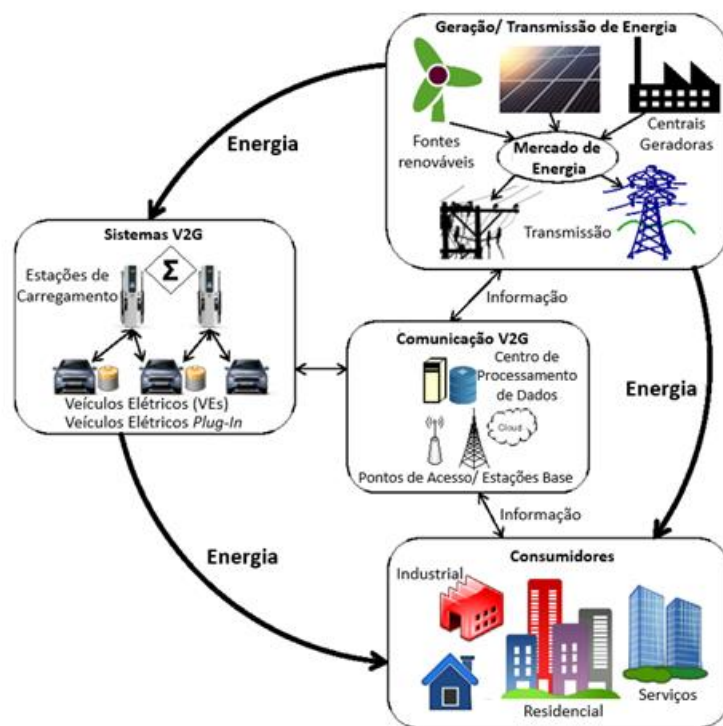 Geração/ Transmissão de Energia
Fontes
renováveis
Centrais
Geradoras
Mercado de
Energia
Transmissão
Energia
Sistemas V2G
Estações de
Carregamento
Σ
Veículos Elétricos (VEs)
Veículos Elétricos Plug-In
Informação
Comunicação V2G
Centro de
Processamento
de Dados
Cloud
Pontos de Acesso/ Estações Base
Energia
Informação
Energia
Consumidores
Industrial
Residencial
Serviços